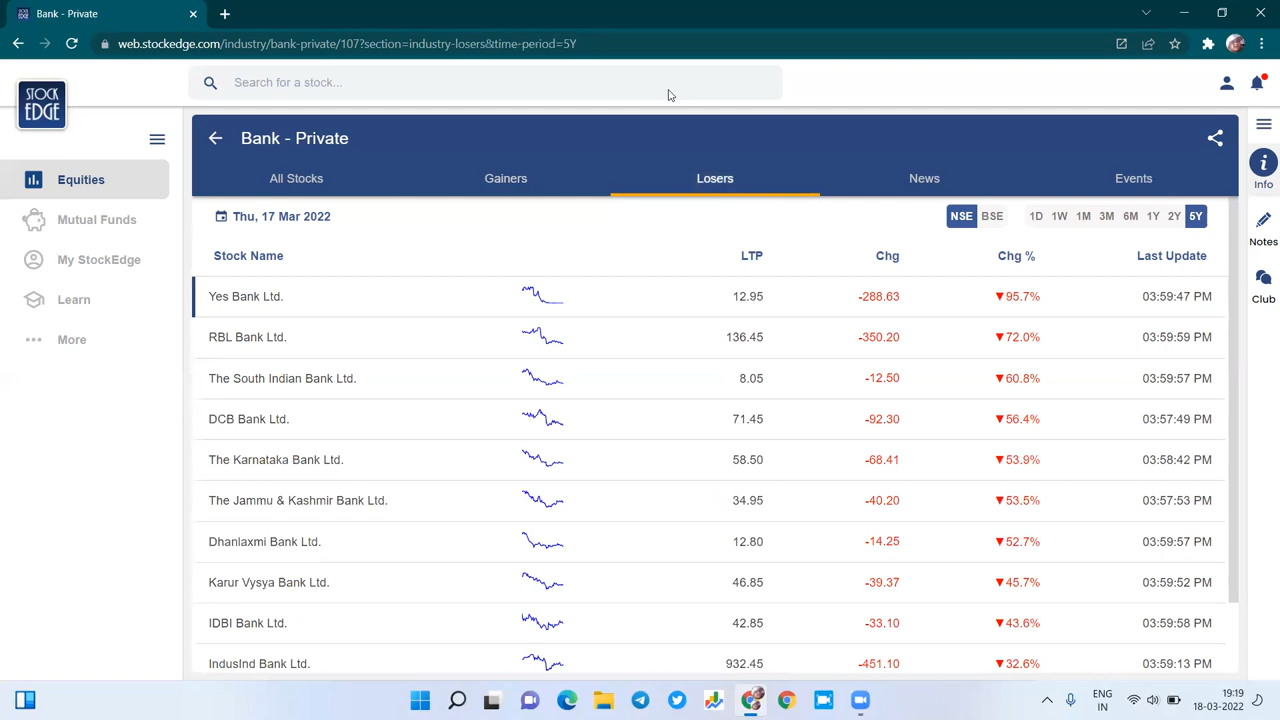 Bank - Private
web.stockedge.com/industry/bank-private/107?section=industry-losers&time-period=5Y
STOCK EDGE
Search for a stock...
Equities
Mutual Funds
My StockEdge
Learn
More
Bank - Private
All Stocks Gainers Losers News Events
Thu, 17 Mar 2022 NSE BSE 1D 1W 1M 3M 6M 1Y 2Y 5Y
Stock Name LTP Chg Chg % Last Update
Yes Bank Ltd. 12.95 -288.63 ▼95.7% 03:59:47 PM
RBL Bank Ltd. 136.45 -350.20 ▼72.0% 03:59:59 PM
The South Indian Bank Ltd. 8.05 -12.50 ▼60.8% 03:59:57 PM
DCB Bank Ltd. 71.45 -92.30 ▼56.4% 03:57:49 PM
The Karnataka Bank Ltd. 58.50 -68.41 ▼53.9% 03:58:42 PM
The Jammu & Kashmir Bank Ltd. 34.95 -40.20 ▼53.5% 03:57:53 PM
Dhanlaxmi Bank Ltd. 12.80 -14.25 ▼52.7% 03:59:57 PM
Karur Vysya Bank Ltd. 46.85 -39.37 ▼45.7% 03:59:52 PM
IDBI Bank Ltd. 42.85 -33.10 ▼43.6% 03:59:58 PM
IndusInd Bank Ltd. 932.45 -451.10 ▼32.6% 03:59:13 PM
Info
Notes
Club
ENG IN
19:19
18-03-2022